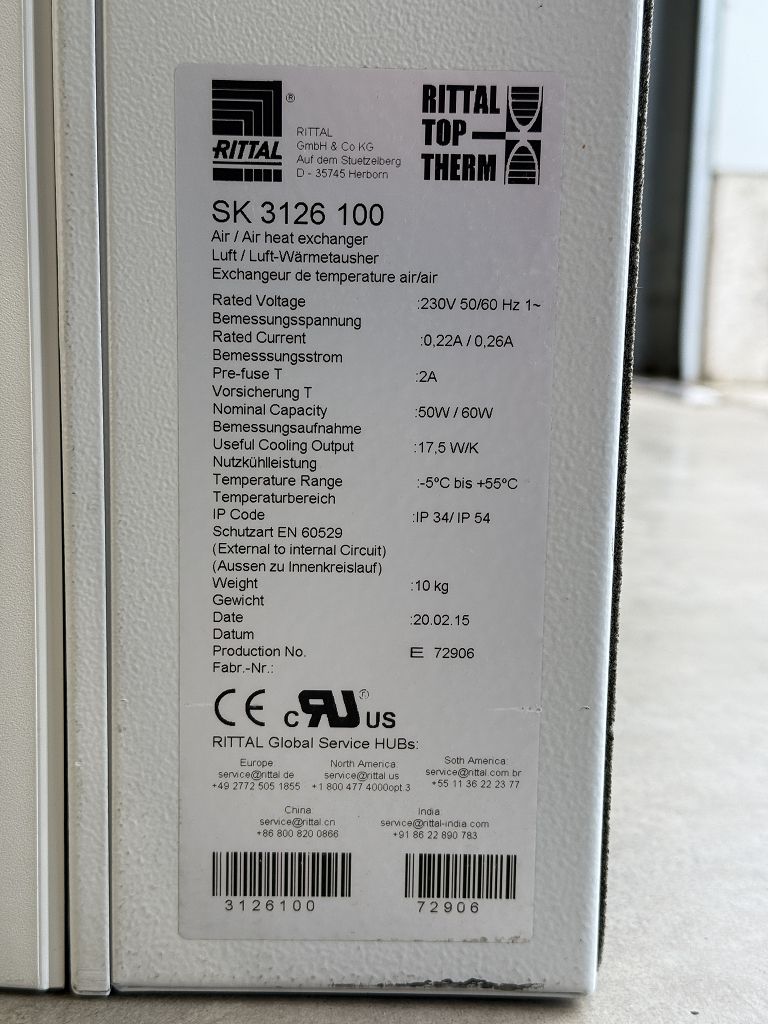 RITTAL
®
RITTAL
GmbH & Co KG
Auf dem Stuetzelberg
D - 35745 Herborn
RITTAL
TOP
THERM
SK 3126 100
Air / Air heat exchanger
Luft / Luft-Wärmetausher
Exchangeur de temperature air/air
Rated Voltage :230V 50/60 Hz 1~
Bemessungsspannung
Rated Current :0,22A / 0,26A
Bemesssungsstrom
Pre-fuse T :2A
Vorsicherung T
Nominal Capacity :50W / 60W
Bemessungsaufnahme
Useful Cooling Output :17,5 W/K
Nutzkühlleistung
Temperature Range :-5°C bis +55°C
Temperaturbereich
IP Code :IP 34/ IP 54
Schutzart EN 60529
(External to internal Circuit)
(Aussen zu Innenkreislauf)
Weight :10 kg
Gewicht
Date :20.02.15
Datum
Production No. E 72906
Fabr.-Nr.:
CE c RU ® US
RITTAL Global Service HUBs:
Europe: North America: Soth America:
service@rittal.de service@rittal.us service@rittal.com.br
+49 2772 505 1855 +1 800 477 4000opt.3 +55 11 36 22 23 77
China: India:
service@rittal.cn service@rittal-india.com
+86 800 820 0866 +91 86 22 890 783
3126100 72906